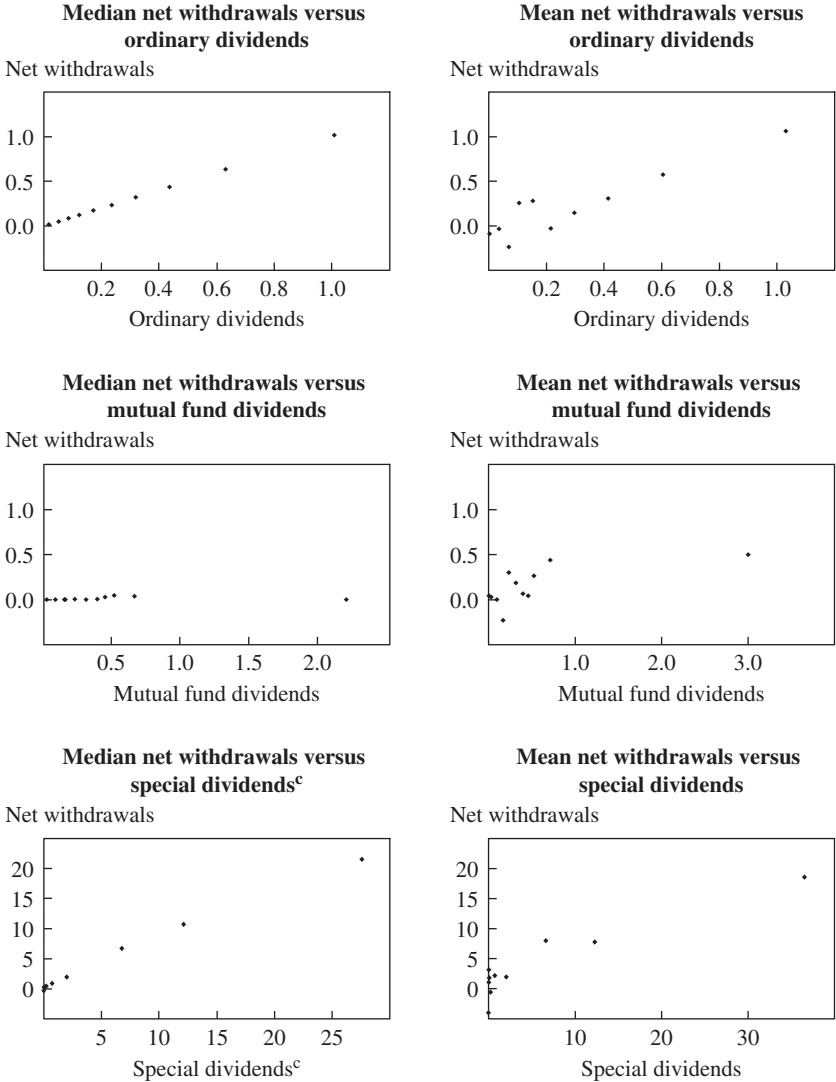 Median net withdrawals versus
ordinary dividends
Net withdrawals
1.0
0.5
0.0
0.2 0.4 0.6 0.8 1.0
Ordinary dividends
Mean net withdrawals versus
ordinary dividends
Net withdrawals
1.0
0.5
0.0
0.2 0.4 0.6 0.8 1.0
Ordinary dividends
Median net withdrawals versus
mutual fund dividends
Net withdrawals
1.0
0.5
0.0
0.5 1.0 1.5 2.0
Mutual fund dividends
Mean net withdrawals versus
mutual fund dividends
Net withdrawals
1.0
0.5
0.0
1.0 2.0 3.0
Mutual fund dividends
Median net withdrawals versus
special dividendsᶜ
Net withdrawals
20
15
10
5
0
5 10 15 20 25
Special dividendsᶜ
Mean net withdrawals versus
special dividends
Net withdrawals
20
15
10
5
0
10 20 30
Special dividends